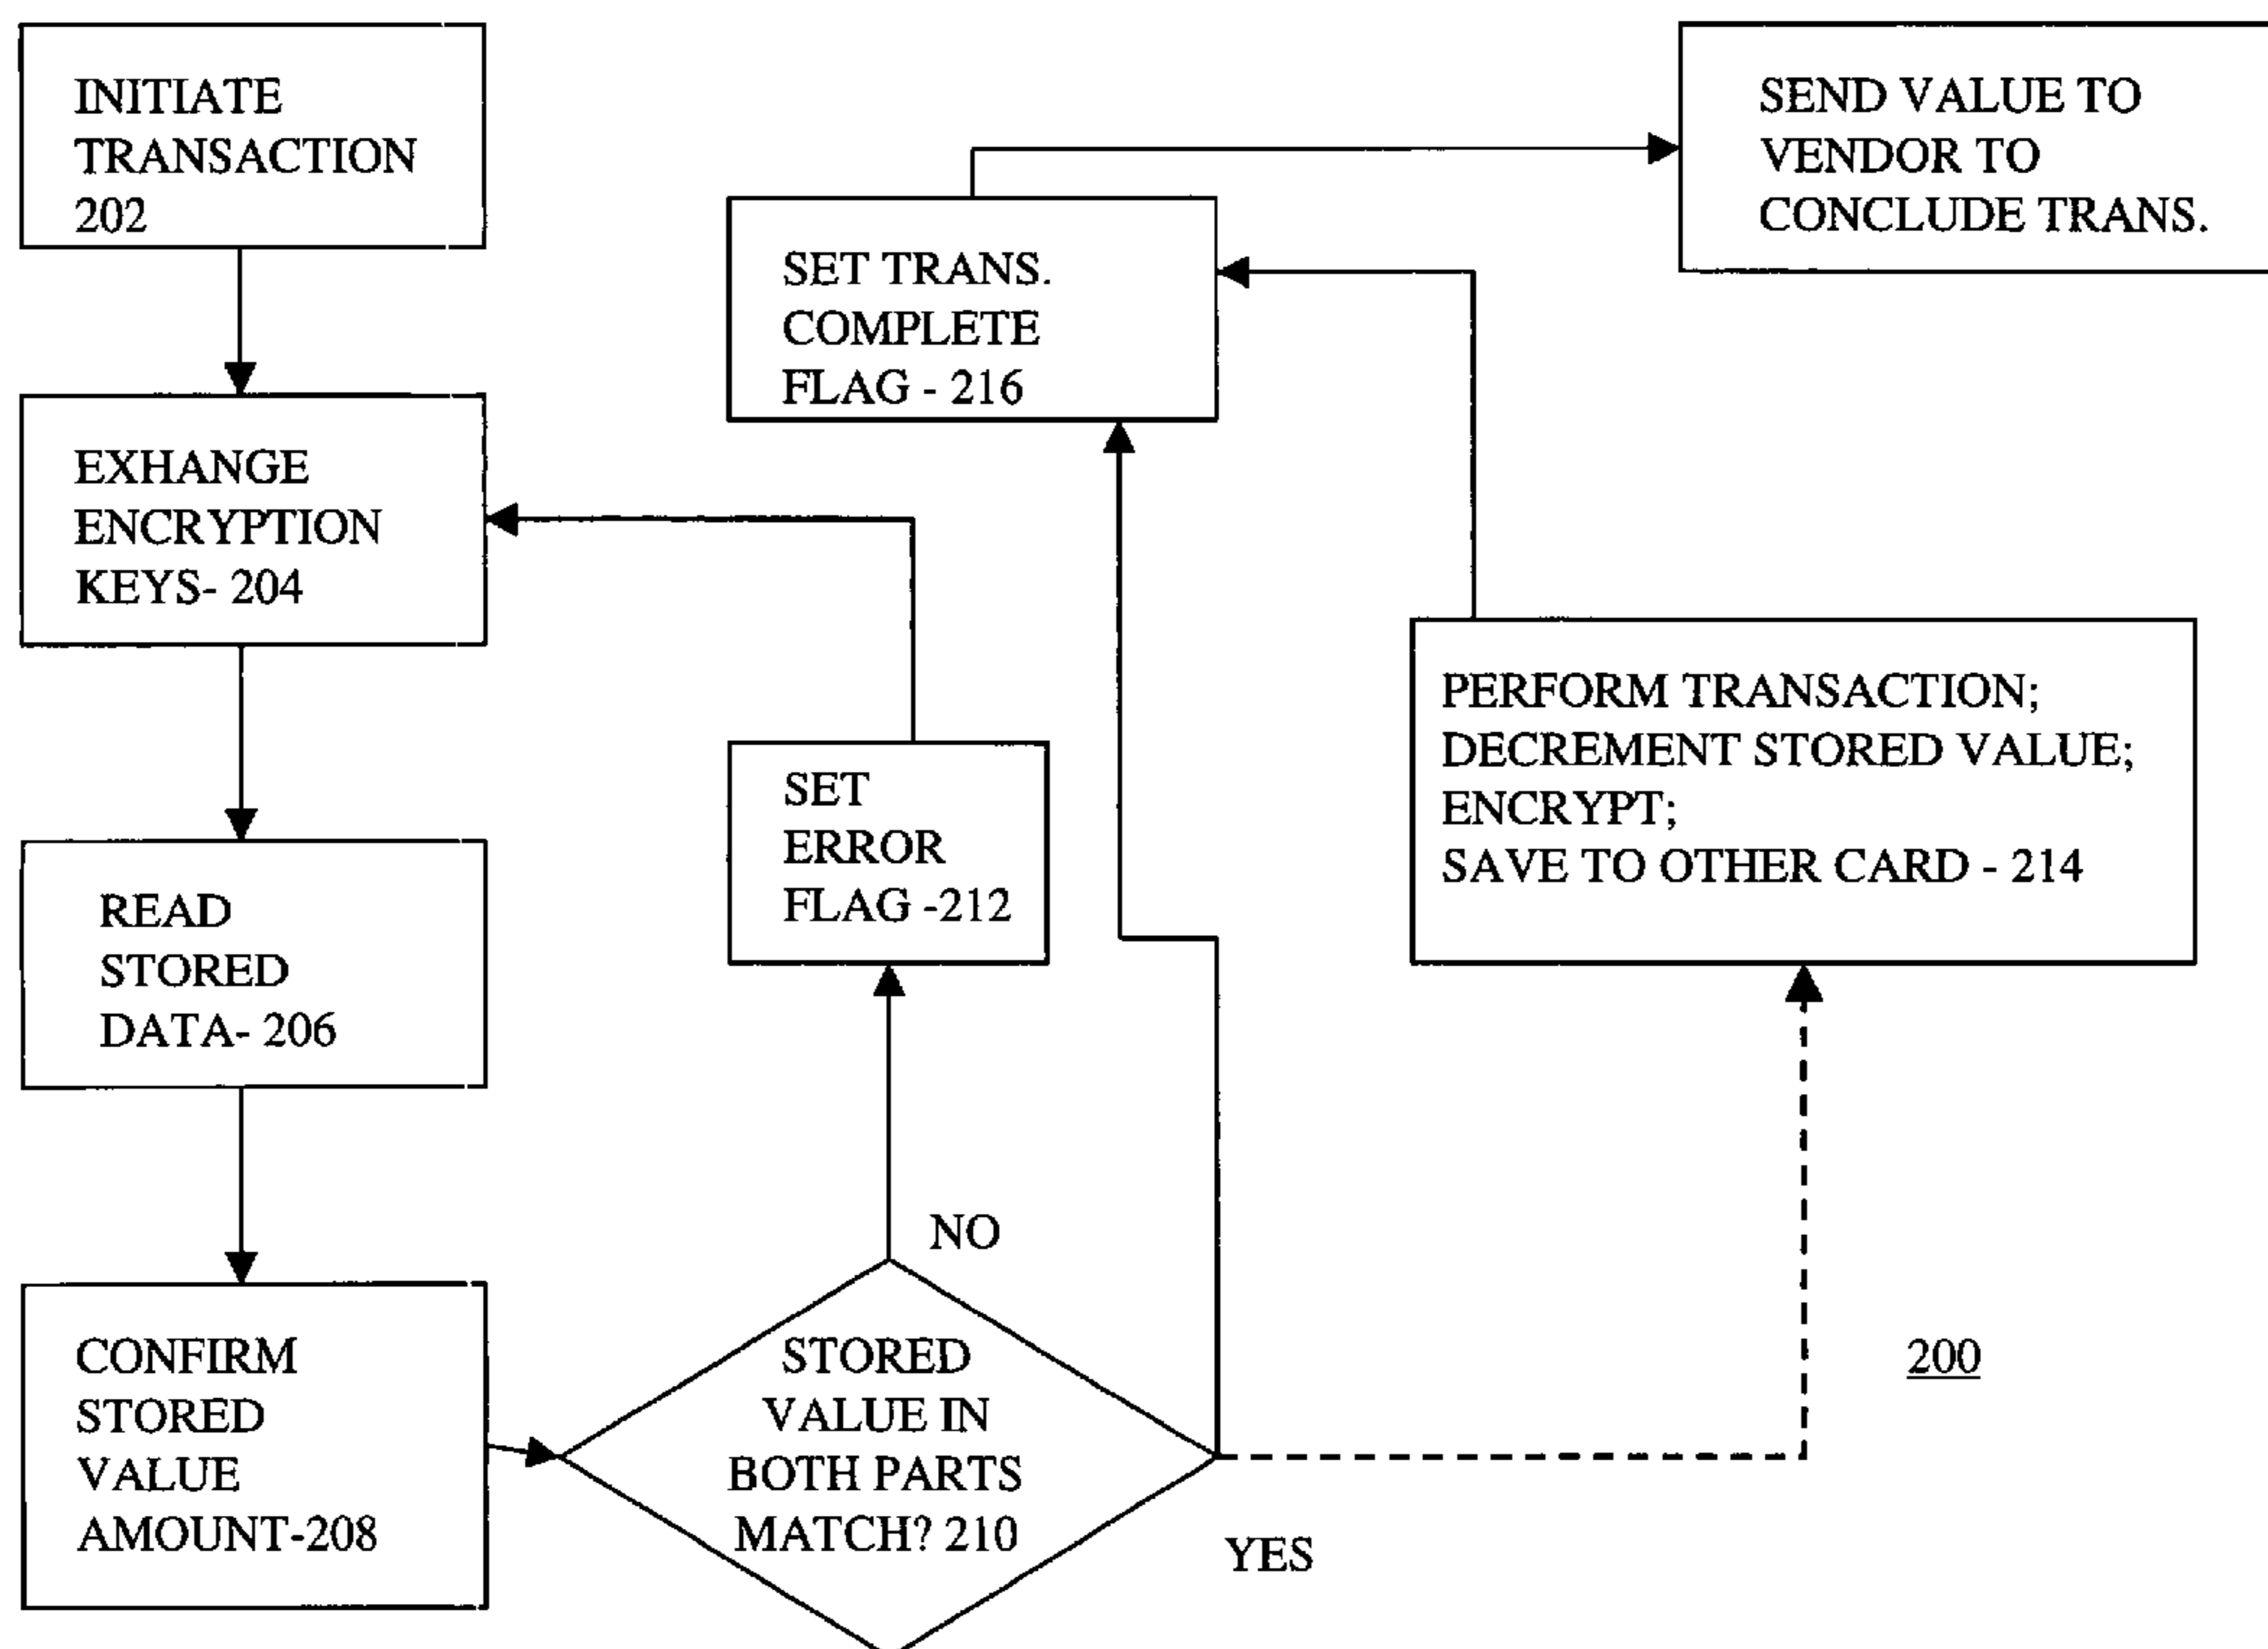 INITIATE
TRANSACTION
202
EXHANGE
ENCRYPTION
KEYS- 204
READ
STORED
DATA- 206
CONFIRM
STORED
VALUE
AMOUNT-208
STORED
VALUE IN
BOTH PARTS
MATCH? 210
NO
YES
SET
ERROR
FLAG -212
SET TRANS.
COMPLETE
FLAG - 216
PERFORM TRANSACTION;
DECREMENT STORED VALUE;
ENCRYPT;
SAVE TO OTHER CARD - 214
SEND VALUE TO
VENDOR TO
CONCLUDE TRANS.
200